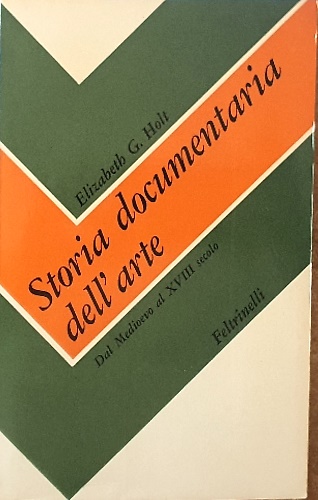 Elizabeth G. Holt
Storia documentaria
dell'arte
Dal Medioevo al XVIII secolo
Feltrinelli